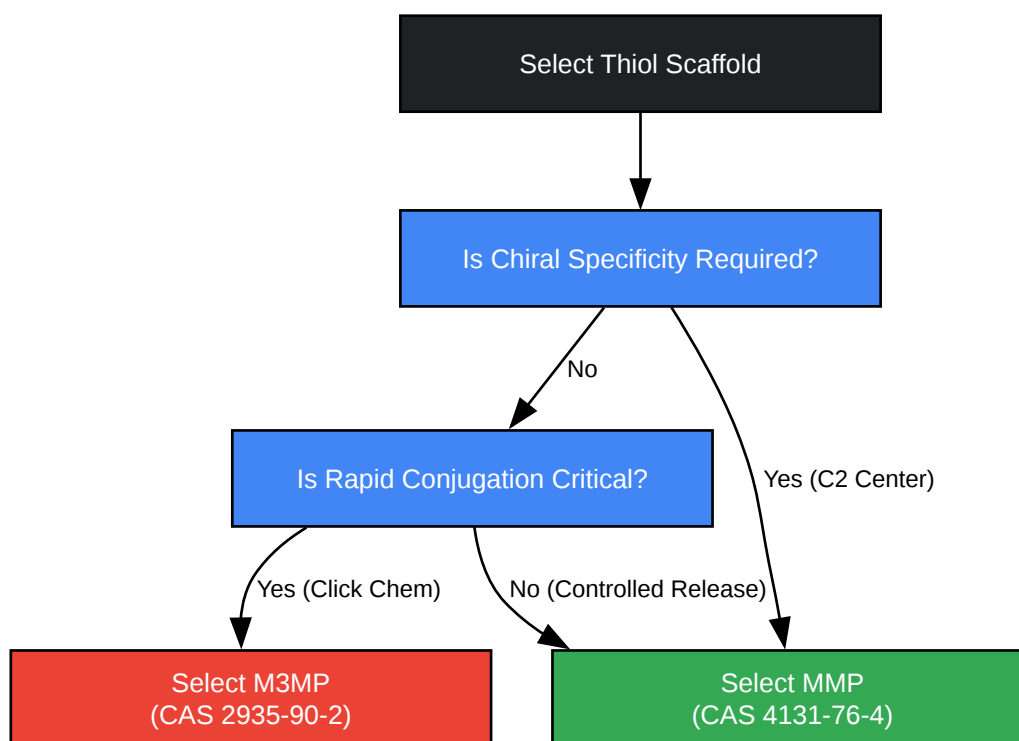 Select Thiol Scaffold
Is Chiral Specificity Required?
No
Is Rapid Conjugation Critical?
Yes (C2 Center)
Yes (Click Chem)
No (Controlled Release)
Select M3MP
(CAS 2935-90-2)
Select MMP
(CAS 4131-76-4)